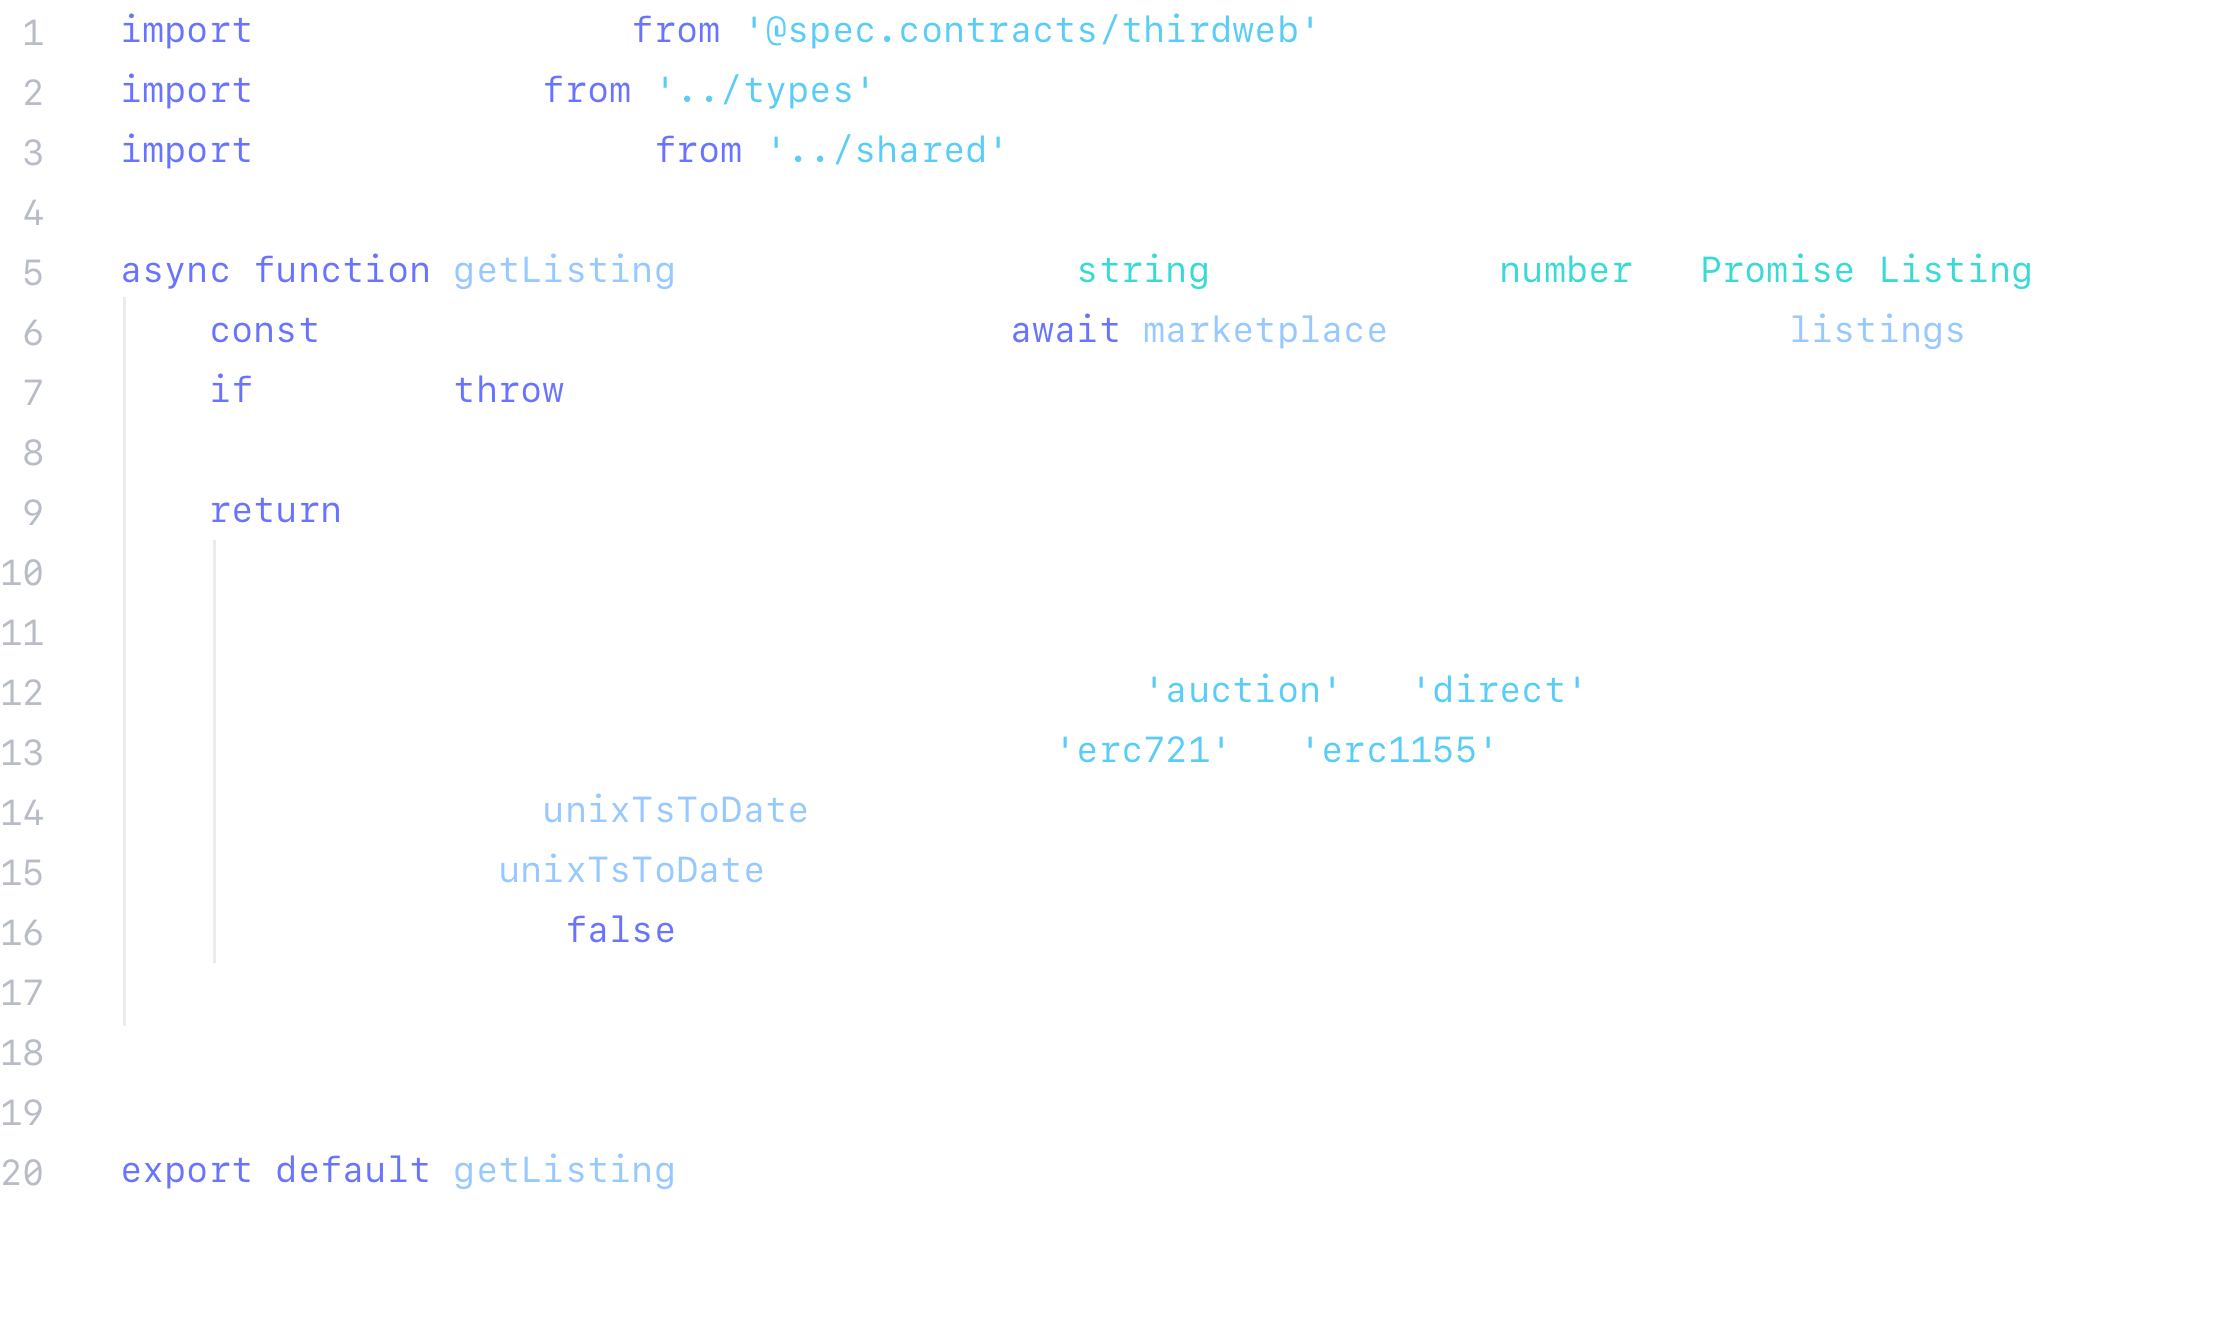 1 import from '@spec.contracts/thirdweb'
2 import from '../types'
3 import from '../shared'
4
5 async function getListing string number Promise Listing
6 const await marketplace listings
7 if throw
8
9 return
10
11
12 'auction' 'direct'
13 'erc721' 'erc1155'
14 unixTsToDate
15 unixTsToDate
16 false
17
18
19
20 export default getListing